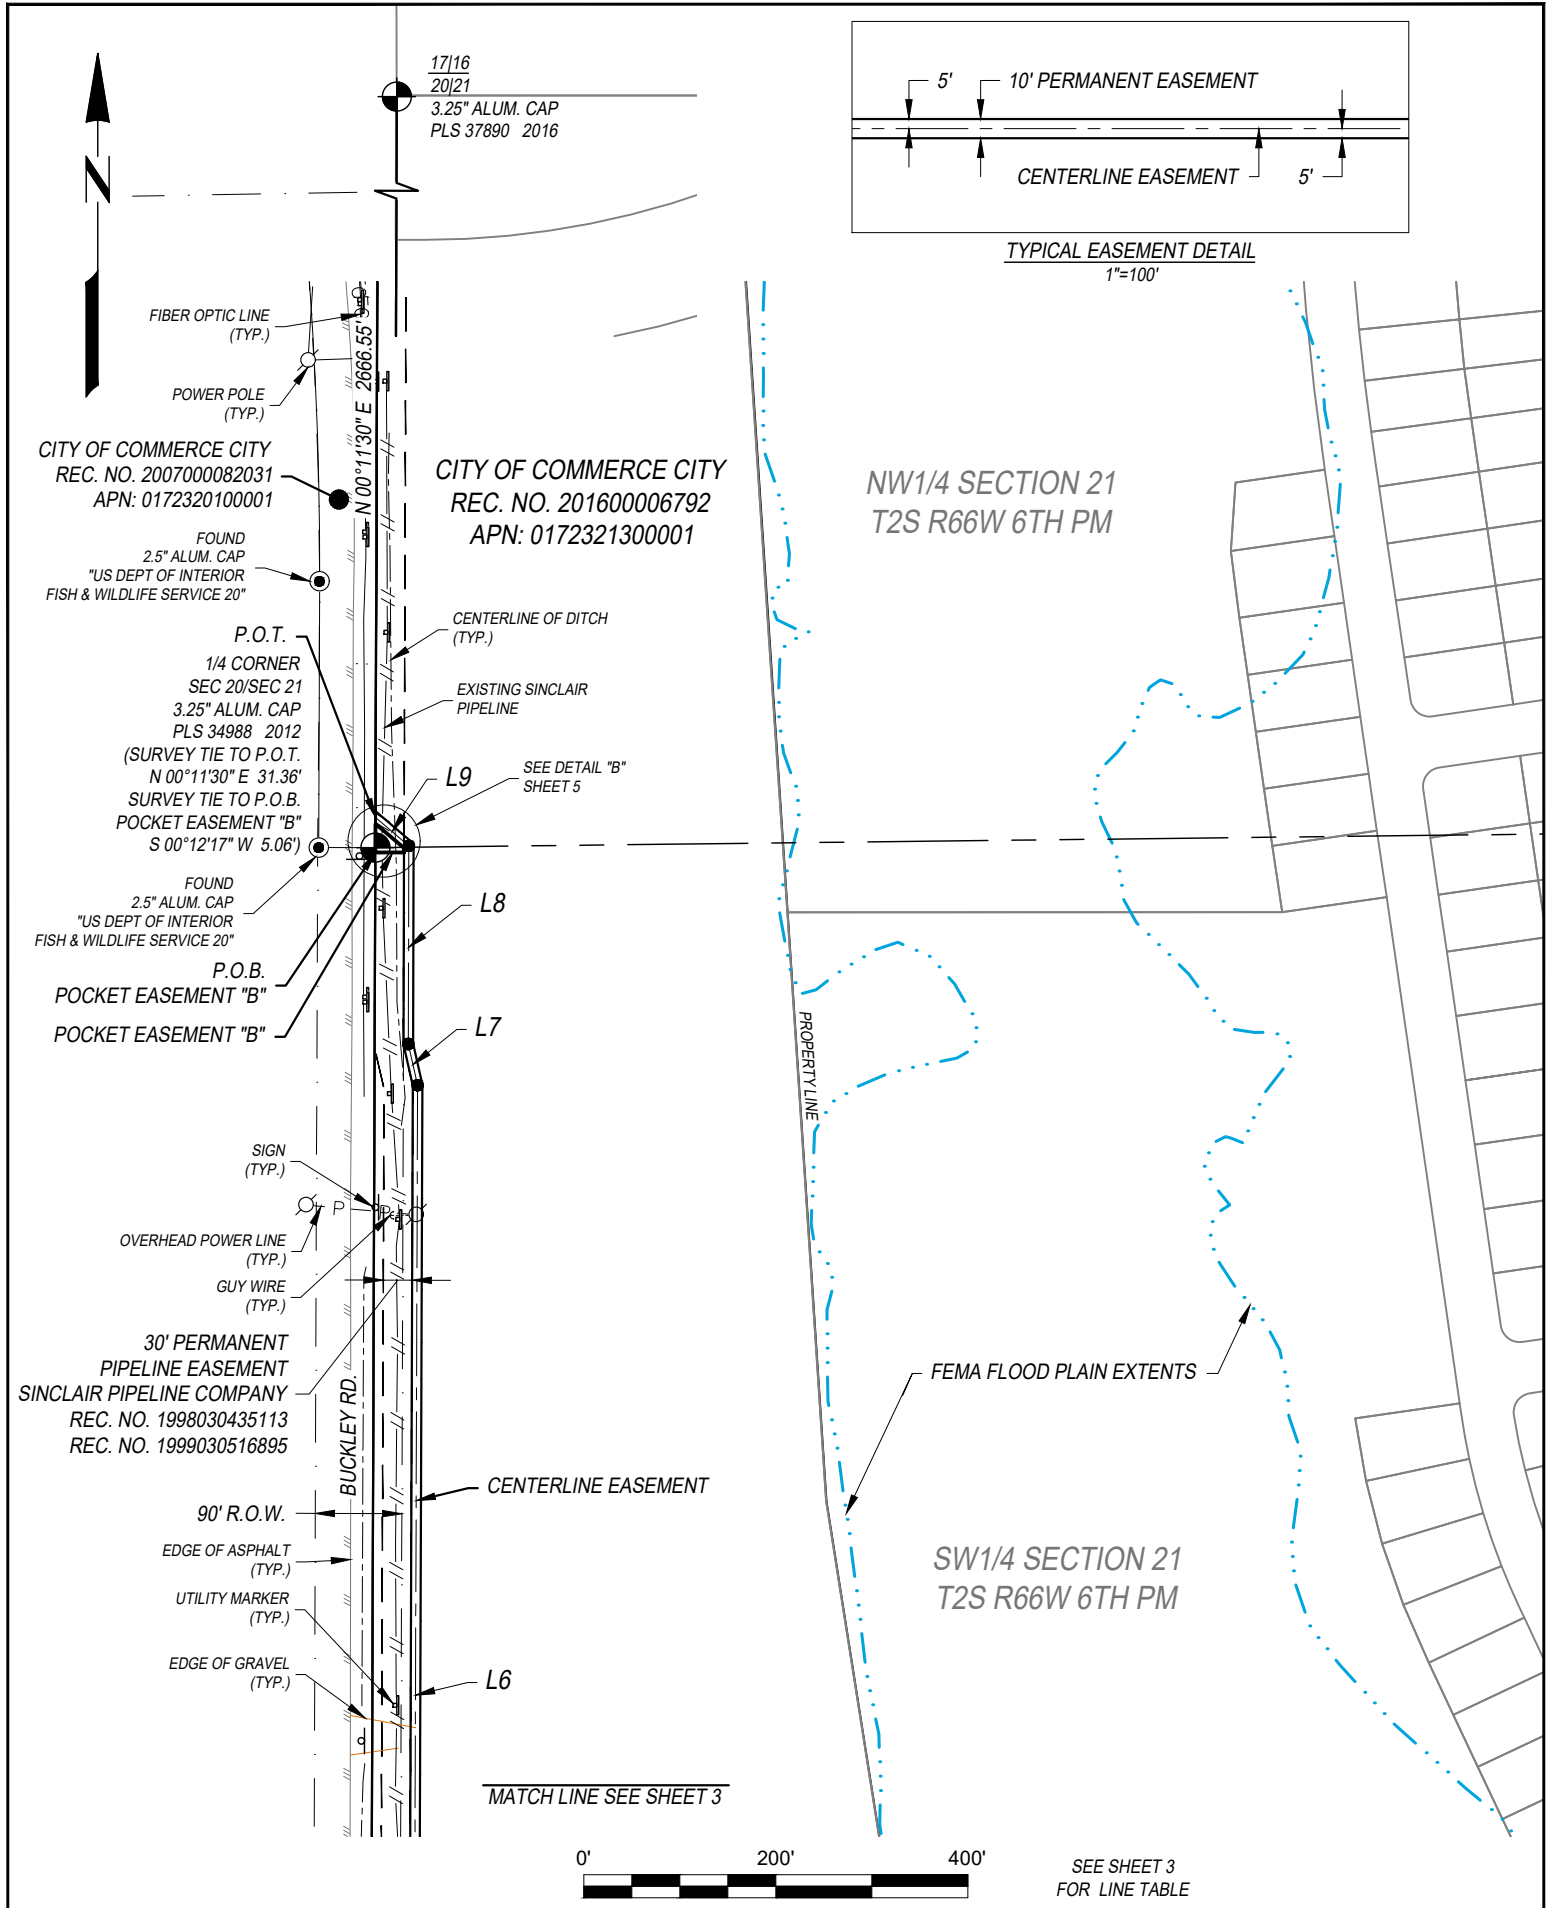 17|16
20|21
3.25" ALUM. CAP
PLS 37890 2016
N
5'
10' PERMANENT EASEMENT
CENTERLINE EASEMENT
5'
TYPICAL EASEMENT DETAIL
1"=100'
FIBER OPTIC LINE
(TYP.)
POWER POLE
(TYP.)
N 00°11'30" E 2666.55'
CITY OF COMMERCE CITY
REC. NO. 2007000082031
APN: 0172320100001
CITY OF COMMERCE CITY
REC. NO. 201600006792
APN: 0172321300001
NW1/4 SECTION 21
T2S R66W 6TH PM
FOUND
2.5" ALUM. CAP
"US DEPT OF INTERIOR
FISH & WILDLIFE SERVICE 20"
CENTERLINE OF DITCH
(TYP.)
P.O.T.
1/4 CORNER
SEC 20/SEC 21
3.25" ALUM. CAP
PLS 34988 2012
(SURVEY TIE TO P.O.T.
N 00°11'30" E 31.36'
SURVEY TIE TO P.O.B.
POCKET EASEMENT "B"
S 00°12'17" W 5.06')
EXISTING SINCLAIR
PIPELINE
L9
SEE DETAIL "B"
SHEET 5
FOUND
2.5" ALUM. CAP
"US DEPT OF INTERIOR
FISH & WILDLIFE SERVICE 20"
L8
P.O.B.
POCKET EASEMENT "B"
POCKET EASEMENT "B"
L7
PROPERTY LINE
SIGN
(TYP.)
P
P
OVERHEAD POWER LINE
(TYP.)
GUY WIRE
(TYP.)
30' PERMANENT
PIPELINE EASEMENT
SINCLAIR PIPELINE COMPANY
REC. NO. 1998030435113
REC. NO. 1999030516895
BUCKLEY RD.
FEMA FLOOD PLAIN EXTENTS
CENTERLINE EASEMENT
90' R.O.W.
EDGE OF ASPHALT
(TYP.)
UTILITY MARKER
(TYP.)
SW1/4 SECTION 21
T2S R66W 6TH PM
EDGE OF GRAVEL
(TYP.)
L6
MATCH LINE SEE SHEET 3
0' 200' 400'
SEE SHEET 3
FOR LINE TABLE